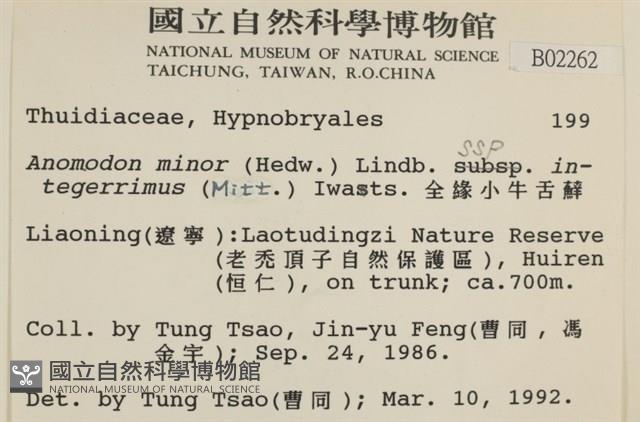 國立自然科學博物館
NATIONAL MUSEUM OF NATURAL SCIENCE
TAICHUNG, TAIWAN, R.O.CHINA
B02262
Thuidiaceae, Hypnobryales 199
ssp
Anomodon minor (Hedw.) Lindb. subsp. in-
tegerrimus (Mitt.) Iwasts. 全緣小牛舌蘚
Liaoning(遼寧):Laotudingzi Nature Reserve
(老禿頂子自然保護區), Huiren
(恒仁), on trunk; ca.700m.
Coll. by Tung Tsao, Jin-yu Feng(曹同,馮
金宇); Sep. 24, 1986.
國立自然科學博物館
NATIONAL MUSEUM OF NATURAL SCIENCE
Det. by Tung Tsao(曹同); Mar. 10, 1992.